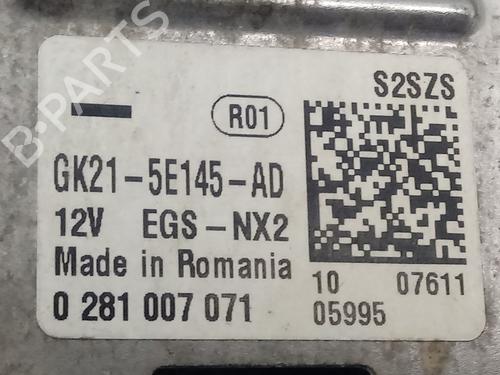 B-PARTS
S2SZS
R01
GK21-5E145-AD
12V EGS-NX2
Made in Romania
0 281 007 071
10 07611
05995